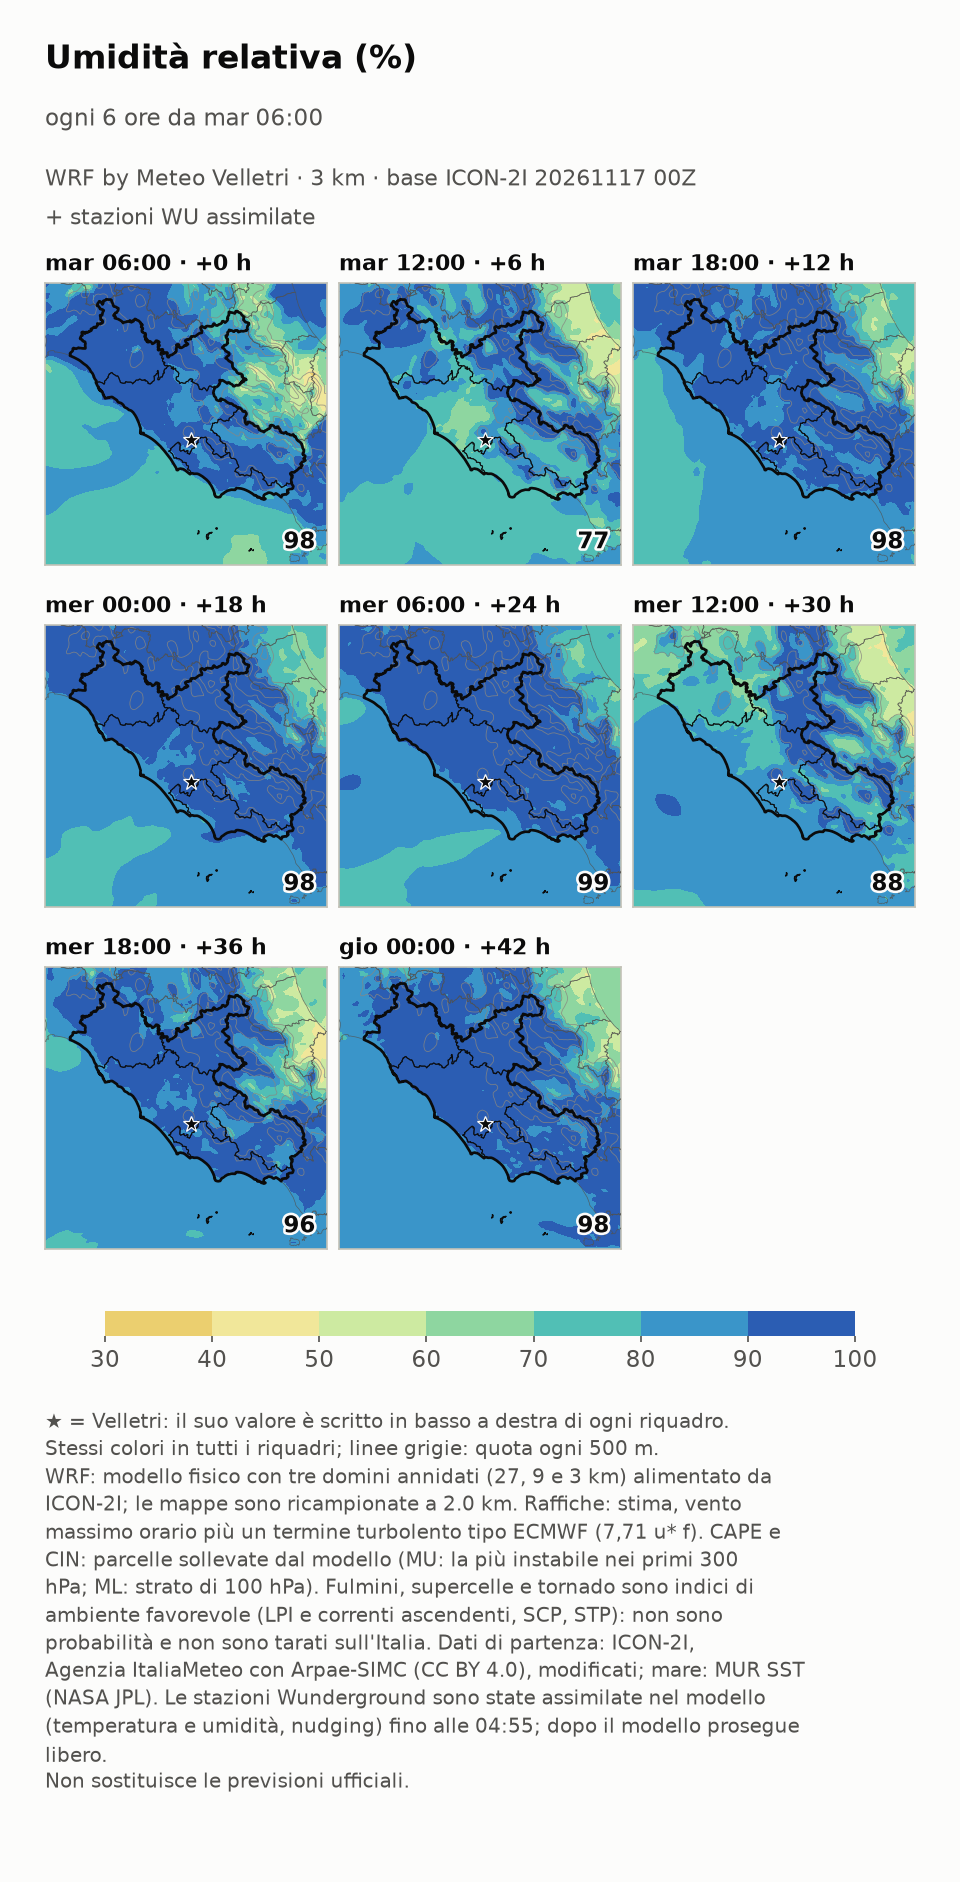 Umidità relativa (%)
ogni 6 ore da mar 06:00
WRF by Meteo Velletri · 3 km · base ICON-2I 20261117 00Z
+ stazioni WU assimilate
mar 06:00 · +0 h
mar 12:00 · +6 h
mar 18:00 · +12 h
98
77
98
mer 00:00 · +18 h
mer 06:00 · +24 h
mer 12:00 · +30 h
98
99
88
mer 18:00 · +36 h
gio 00:00 · +42 h
96
98
30 40 50 60 70 80 90 100
★ = Velletri: il suo valore è scritto in basso a destra di ogni riquadro.
Stessi colori in tutti i riquadri; linee grigie: quota ogni 500 m.
WRF: modello fisico con tre domini annidati (27, 9 e 3 km) alimentato da
ICON-2I; le mappe sono ricampionate a 2.0 km. Raffiche: stima, vento
massimo orario più un termine turbolento tipo ECMWF (7,71 u* f). CAPE e
CIN: parcelle sollevate dal modello (MU: la più instabile nei primi 300
hPa; ML: strato di 100 hPa). Fulmini, supercelle e tornado sono indici di
ambiente favorevole (LPI e correnti ascendenti, SCP, STP): non sono
probabilità e non sono tarati sull'Italia. Dati di partenza: ICON-2I,
Agenzia ItaliaMeteo con Arpae-SIMC (CC BY 4.0), modificati; mare: MUR SST
(NASA JPL). Le stazioni Wunderground sono state assimilate nel modello
(temperatura e umidità, nudging) fino alle 04:55; dopo il modello prosegue
libero.
Non sostituisce le previsioni ufficiali.